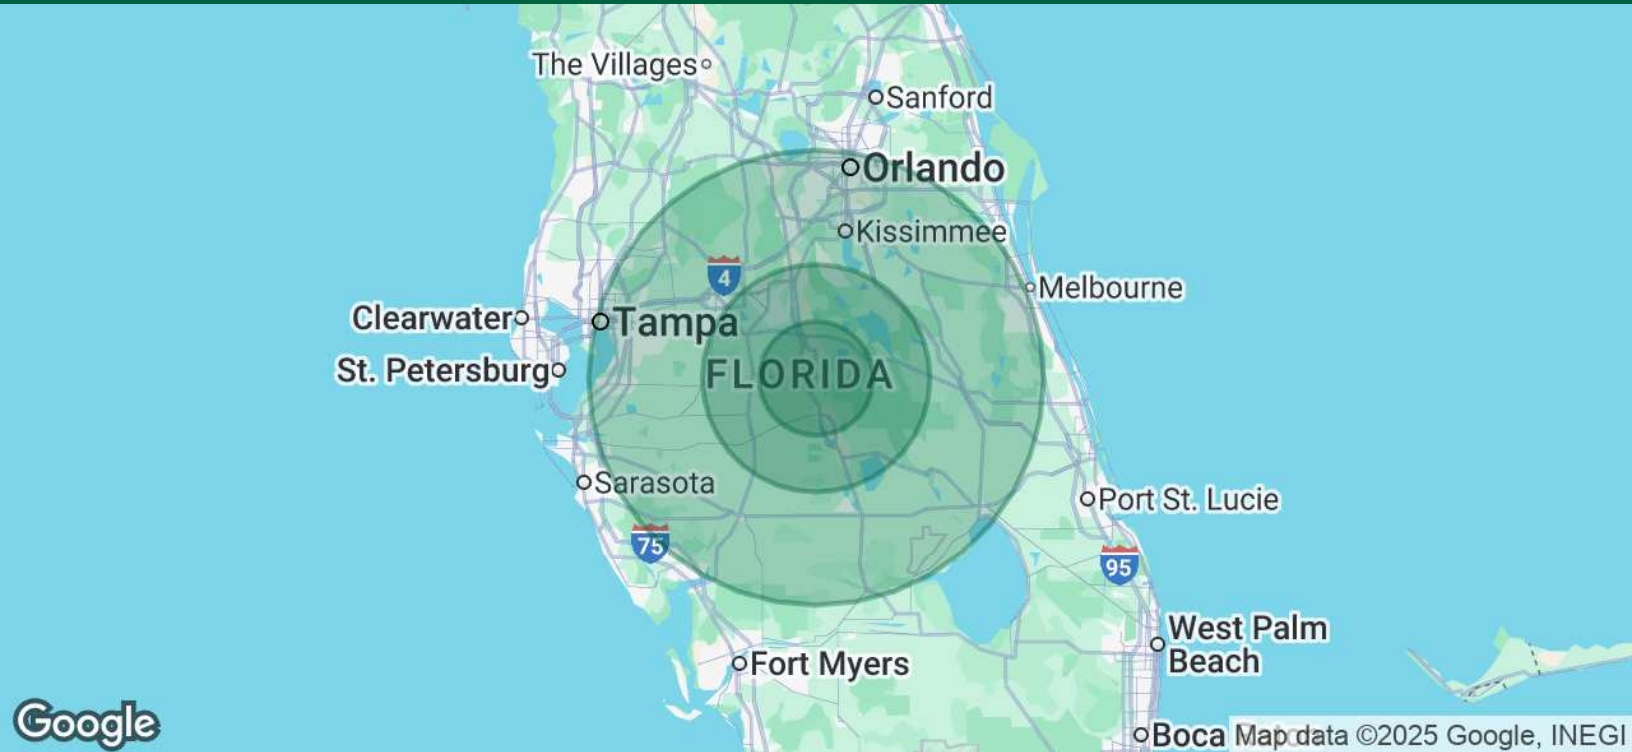 The Villages
Sanford
Orlando
Kissimmee
4
Melbourne
Clearwater
Tampa
St. Petersburg
FLORIDA
Sarasota
Port St. Lucie
75
95
West Palm
Beach
Fort Myers
Google
Boca
Map data ©2025 Google, INEGI